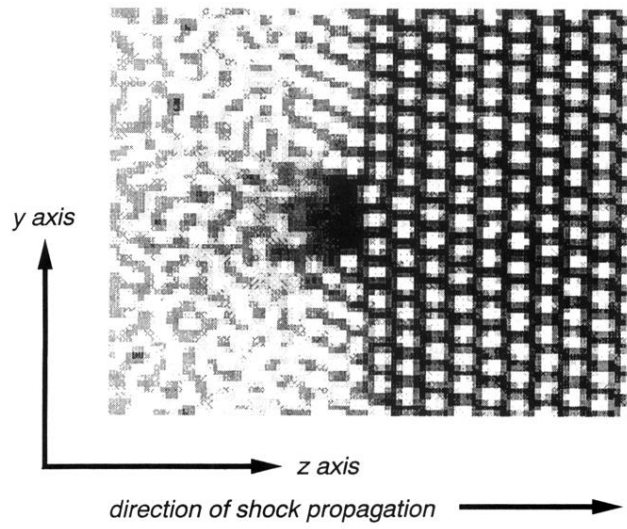 y axis
z axis
direction of shock propagation